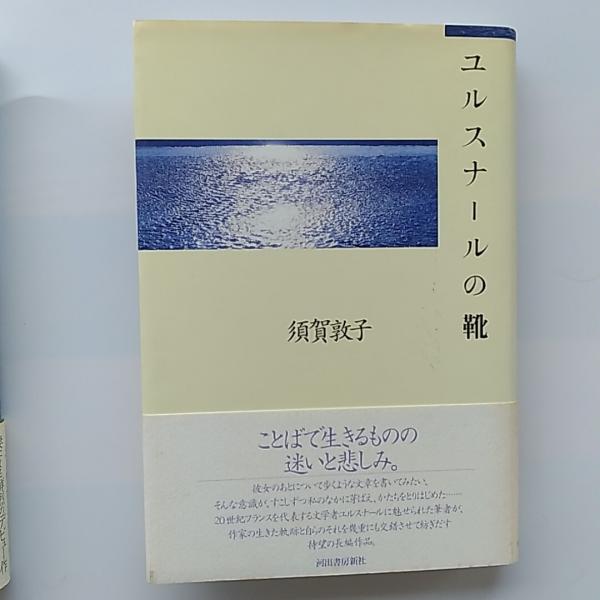 ユルスナールの靴
須賀敦子
ことばで生きるものの
迷いと悲しみ。
彼女のあとについて歩くような文章を書いてみたい、
そんな意識が、すこしずつ私のなかに芽ばえ、かたちをとりはじめた……
20世紀フランスを代表する文学者ユルスナールに魅せられた筆者が、
作家の生きた軌跡と自らのそれを幾重にも交錯させて紡ぎだす
待望の長編作品。
河出書房新社